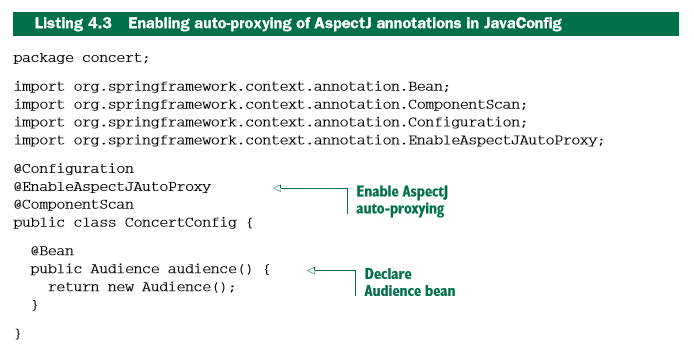 Listing 4.3 Enabling auto-proxying of AspectJ annotations in JavaConfig
package concert;
import org.springframework.context.annotation.Bean;
import org.springframework.context.annotation.ComponentScan;
import org.springframework.context.annotation.Configuration;
import org.springframework.context.annotation.EnableAspectJAutoProxy;
@Configuration
@EnableAspectJAutoProxy
Enable AspectJ
auto-proxying
@ComponentScan
public class ConcertConfig {
@Bean
public Audience audience() {
Declare
Audience bean
return new Audience();
}
}